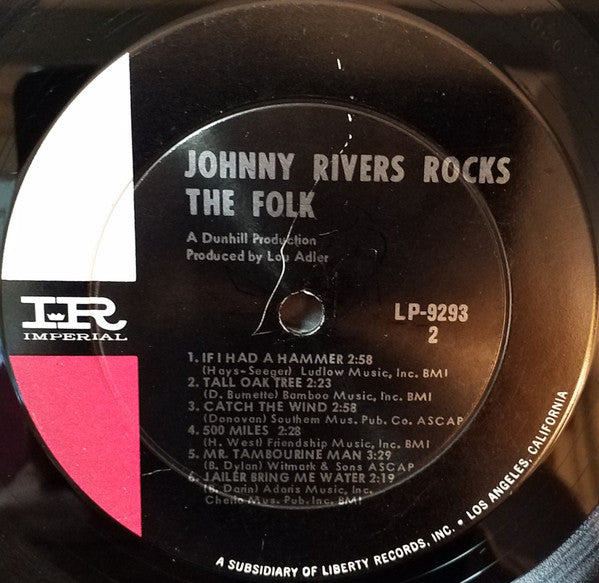 JOHNNY RIVERS ROCKS
THE FOLK
A Dunhill Production
Produced by Lou Adler
LP-9293
2
IR
IMPERIAL
1. IF I HAD A HAMMER 2:58
(Hays-Seeger) Ludlow Music, Inc. BMI
2. TALL OAK TREE 2:23
(D. Burnette) Bamboo Music, Inc. BMI
3. CATCH THE WIND 2:58
(Donovan) Southern Mus. Pub. Co. ASCAP
4. 500 MILES 2:28
(H. West) Friendship Music, Inc. BMI
5. MR. TAMBOURINE MAN 3:29
(B. Dylan) Witmark & Sons ASCAP
6. JAILER BRING ME WATER 2:19
(B. Darin) Adaris Music, Inc.
Chello Mus. Pub. Inc. BMI
A SUBSIDIARY OF LIBERTY RECORDS, INC. • LOS ANGELES, CALIFORNIA